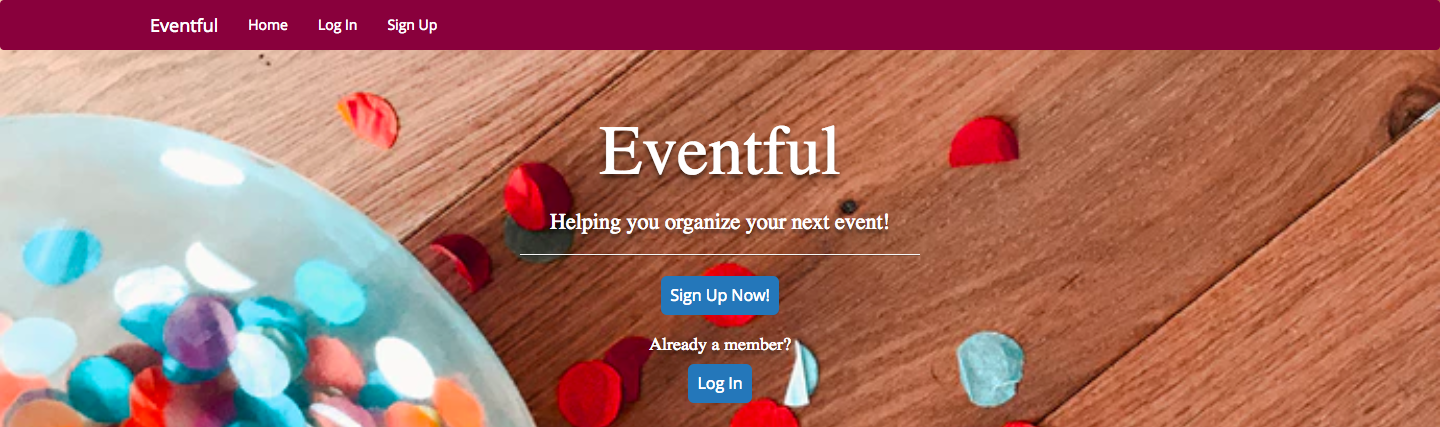 Eventful Home Log In Sign Up
Eventful
Helping you organize your next event!
Sign Up Now!
Already a member?
Log In